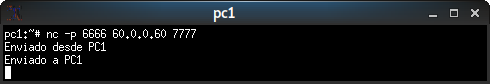 pc1
pc1:~# nc -p 6666 60.0.0.60 7777
Enviado desde PC1
Enviado a PC1